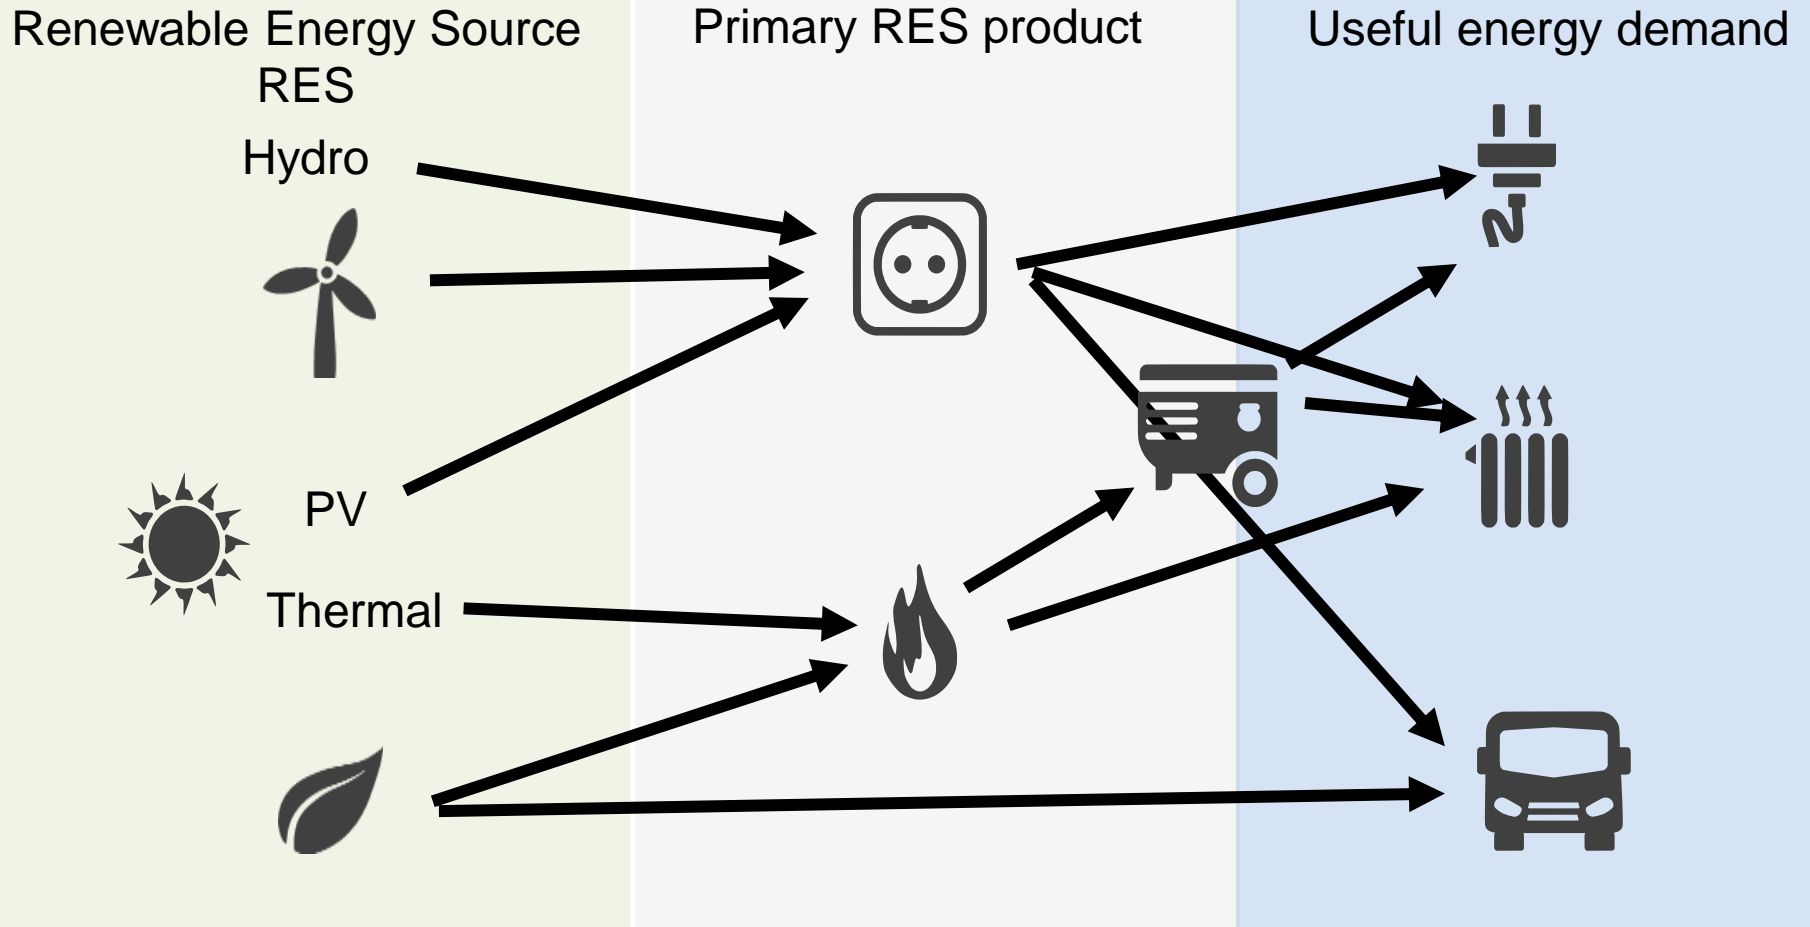 Renewable Energy Source
RES
Primary RES product
Useful energy demand
Hydro
PV
Thermal